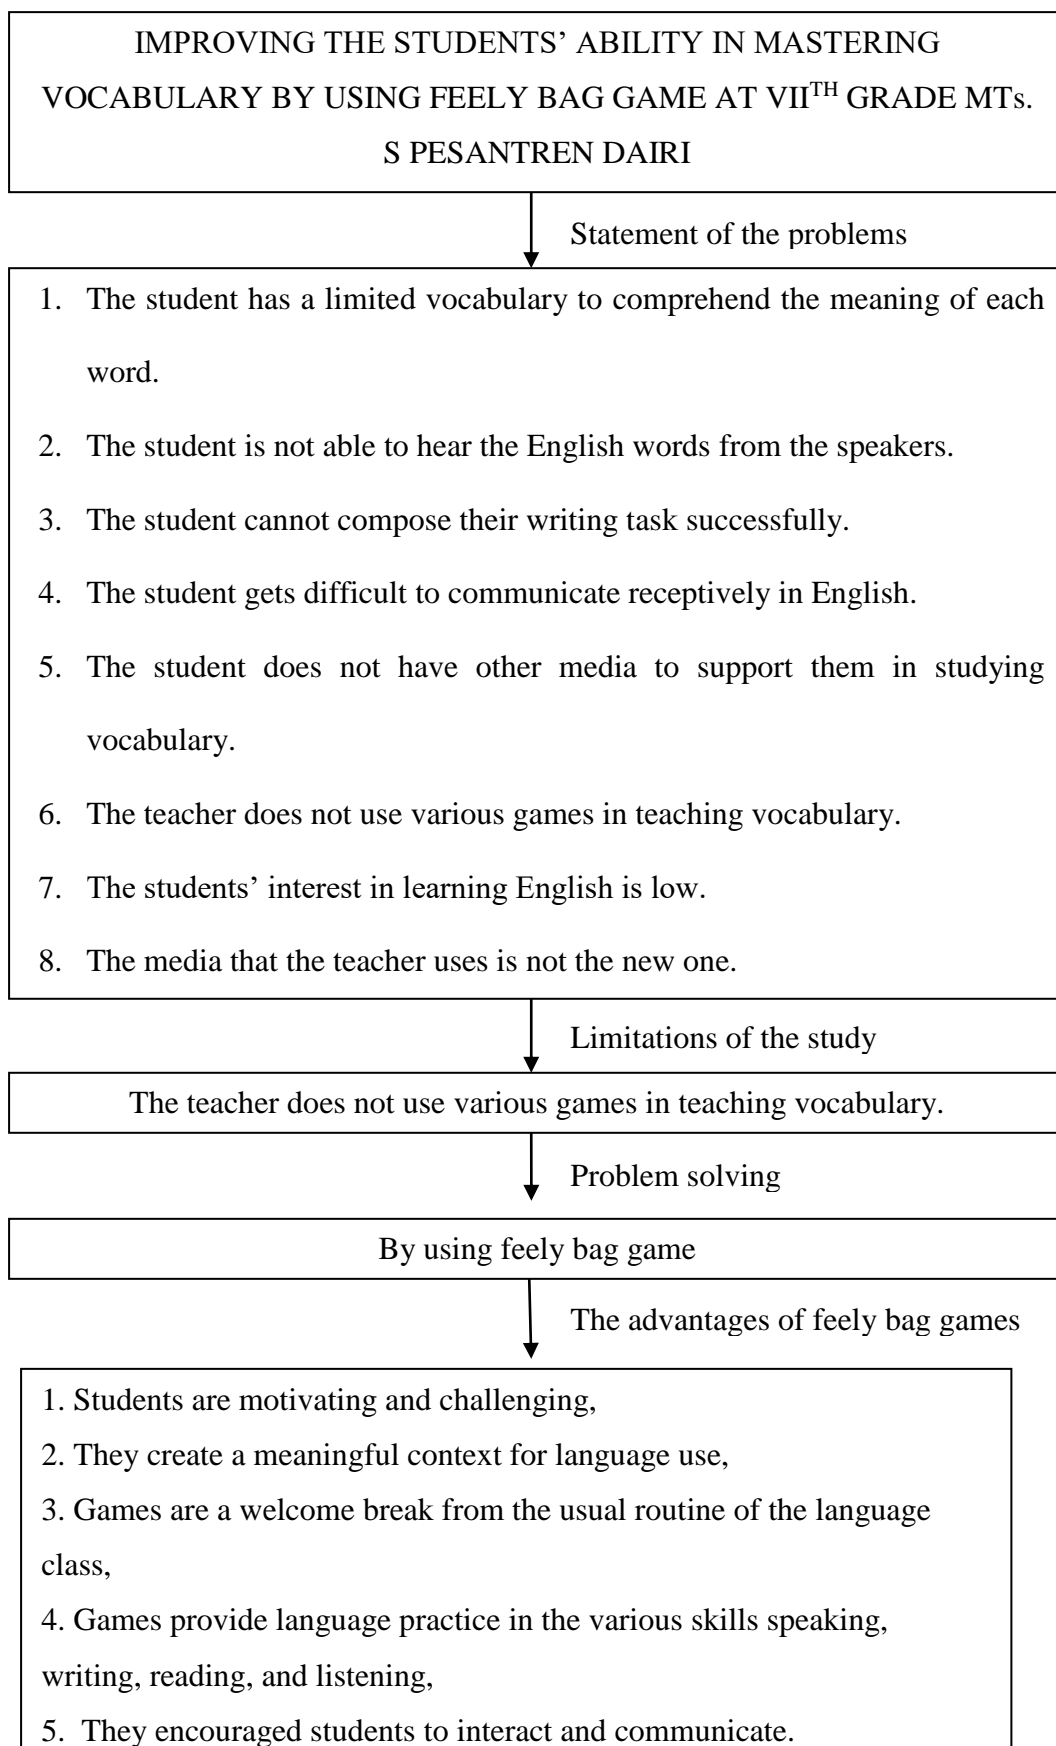 IMPROVING THE STUDENTS’ ABILITY IN MASTERING
VOCABULARY BY USING FEELY BAG GAME AT VIITH GRADE MTs.
S PESANTREN DAIRI
Statement of the problems
1. The student has a limited vocabulary to comprehend the meaning of each
word.
2. The student is not able to hear the English words from the speakers.
3. The student cannot compose their writing task successfully.
4. The student gets difficult to communicate receptively in English.
5. The student does not have other media to support them in studying
vocabulary.
6. The teacher does not use various games in teaching vocabulary.
7. The students’ interest in learning English is low.
8. The media that the teacher uses is not the new one.
Limitations of the study
The teacher does not use various games in teaching vocabulary.
Problem solving
By using feely bag game
The advantages of feely bag games
1. Students are motivating and challenging,
2. They create a meaningful context for language use,
3. Games are a welcome break from the usual routine of the language
class,
4. Games provide language practice in the various skills speaking,
writing, reading, and listening,
5. They encouraged students to interact and communicate.